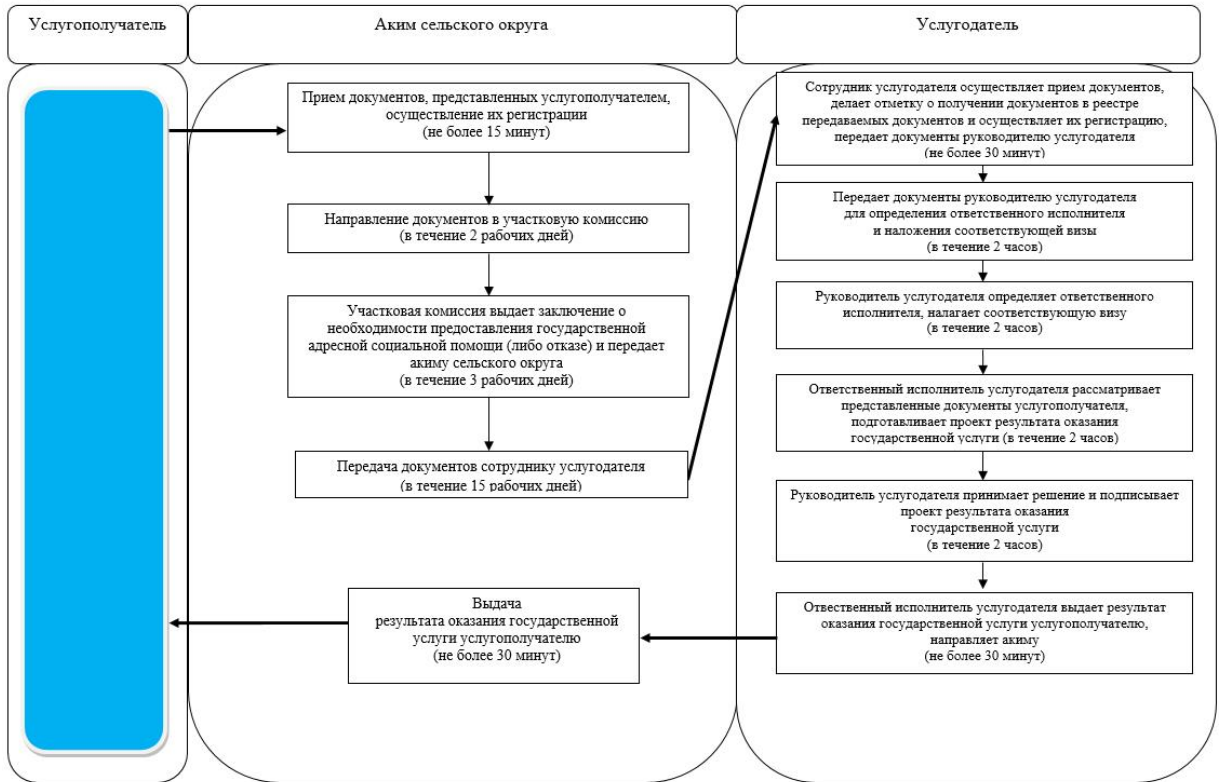 Услугополучатель
Аким сельского округа
Услугодатель
Прием документов, представленных услугополучателем,
осуществление их регистрации
(не более 15 минут)
Направление документов в участковую комиссию
(в течение 2 рабочих дней)
Участковая комиссия выдает заключение о
необходимости предоставления государственной
адресной социальной помощи (либо отказе) и передает
акиму сельского округа
(в течение 3 рабочих дней)
Передача документов сотруднику услугодателя
(в течение 15 рабочих дней)
Сотрудник услугодателя осуществляет прием документов,
делает отметку о получении документов в реестре
передаваемых документов и осуществляет их регистрацию,
передает документы руководителю услугодателя
(не более 30 минут)
Передает документы руководителю услугодателя
для определения ответственного исполнителя
и наложения соответствующей визы
(в течение 2 часов)
Руководитель услугодателя определяет ответственного
исполнителя, налагает соответствующую визу
(в течение 2 часов)
Ответственный исполнитель услугодателя рассматривает
представленные документы услугополучателя,
подготавливает проект результата оказания
государственной услуги (в течение 2 часов)
Руководитель услугодателя принимает решение и подписывает
проект результата оказания
государственной услуги
(в течение 2 часов)
Отвественный исполнитель услугодателя выдает результат
оказания государственной услуги услугополучателю,
направляет акиму
(не более 30 минут)
Выдача
результата оказания государственной
услуги услугополучателю
(не более 30 минут)